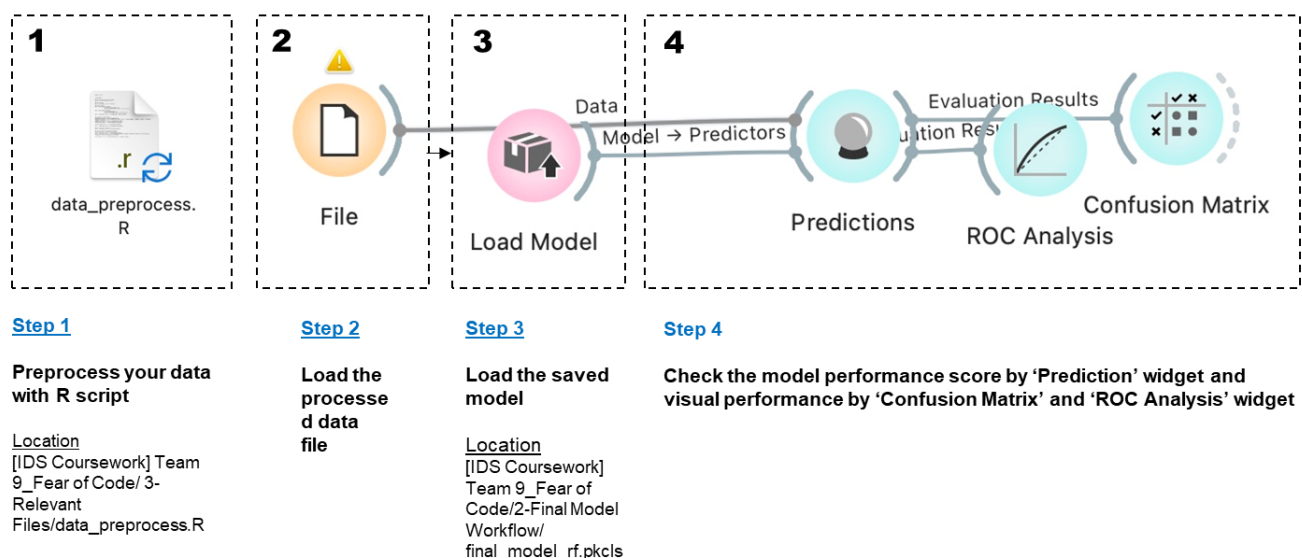 1
2
3
4
.r
data_preprocess.
R
File
Load Model
Data
Model → Predictors
Predictions
Evaluation Results
uation Resu
ROC Analysis
Confusion Matrix
Step 1
Preprocess your data
with R script
Location
[IDS Coursework] Team
9_Fear of Code/ 3-
Relevant
Files/data_preprocess.R
Step 2
Load the
processe
d data
file
Step 3
Load the saved
model
Location
[IDS Coursework]
Team 9_Fear of
Code/2-Final Model
Workflow/
final_model_rf.pkcls
Step 4
Check the model performance score by ‘Prediction’ widget and
visual performance by ‘Confusion Matrix’ and ‘ROC Analysis’ widget